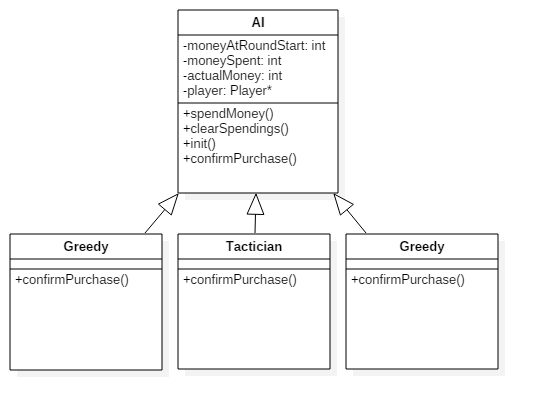 AI
-moneyAtRoundStart: int
-moneySpent: int
-actualMoney: int
-player: Player*
+spendMoney()
+clearSpendings()
+init()
+confirmPurchase()
Greedy
+confirmPurchase()
Tactician
+confirmPurchase()
Greedy
+confirmPurchase()